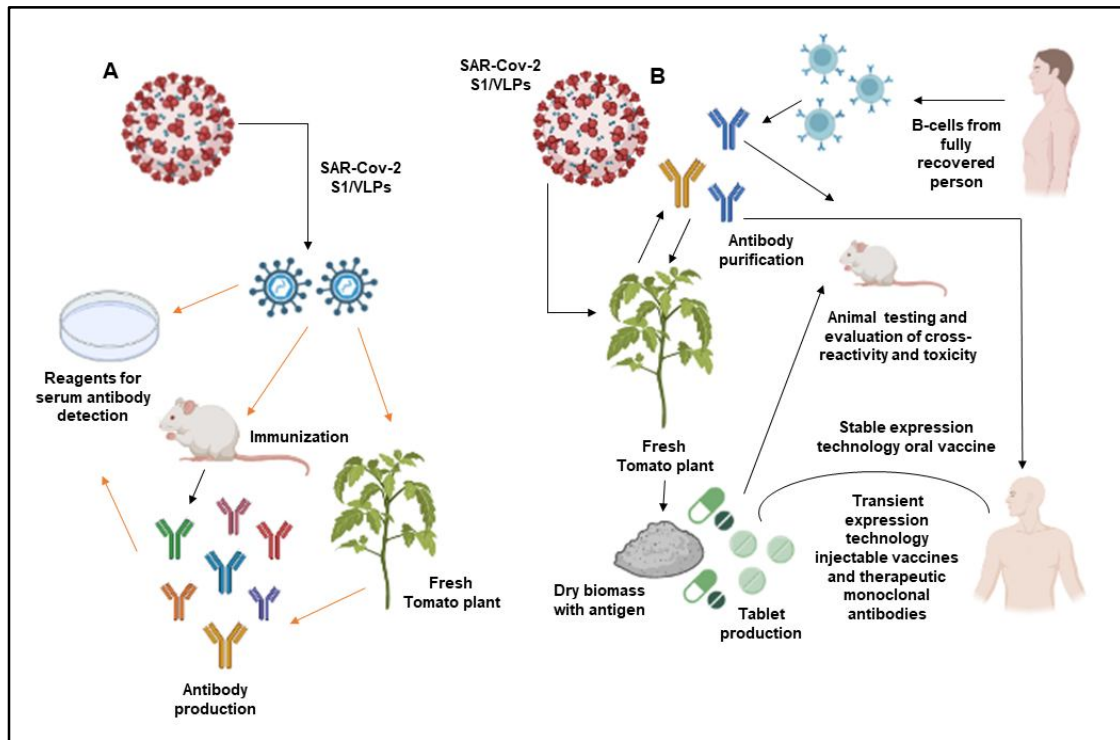 A
SAR-Cov-2
S1/VLPs
Reagents for
serum antibody
detection
Immunization
Fresh
Tomato plant
Antibody
production
SAR-Cov-2
S1/VLPs
B
B-cells from
fully
recovered
person
Antibody
purification
Animal testing and
evaluation of cross-
reactivity and toxicity
Fresh
Tomato plant
Stable expression
technology oral vaccine
Transient
expression
technology
injectable vaccines
and therapeutic
monoclonal
antibodies
Dry biomass
with antigen
Tablet
production